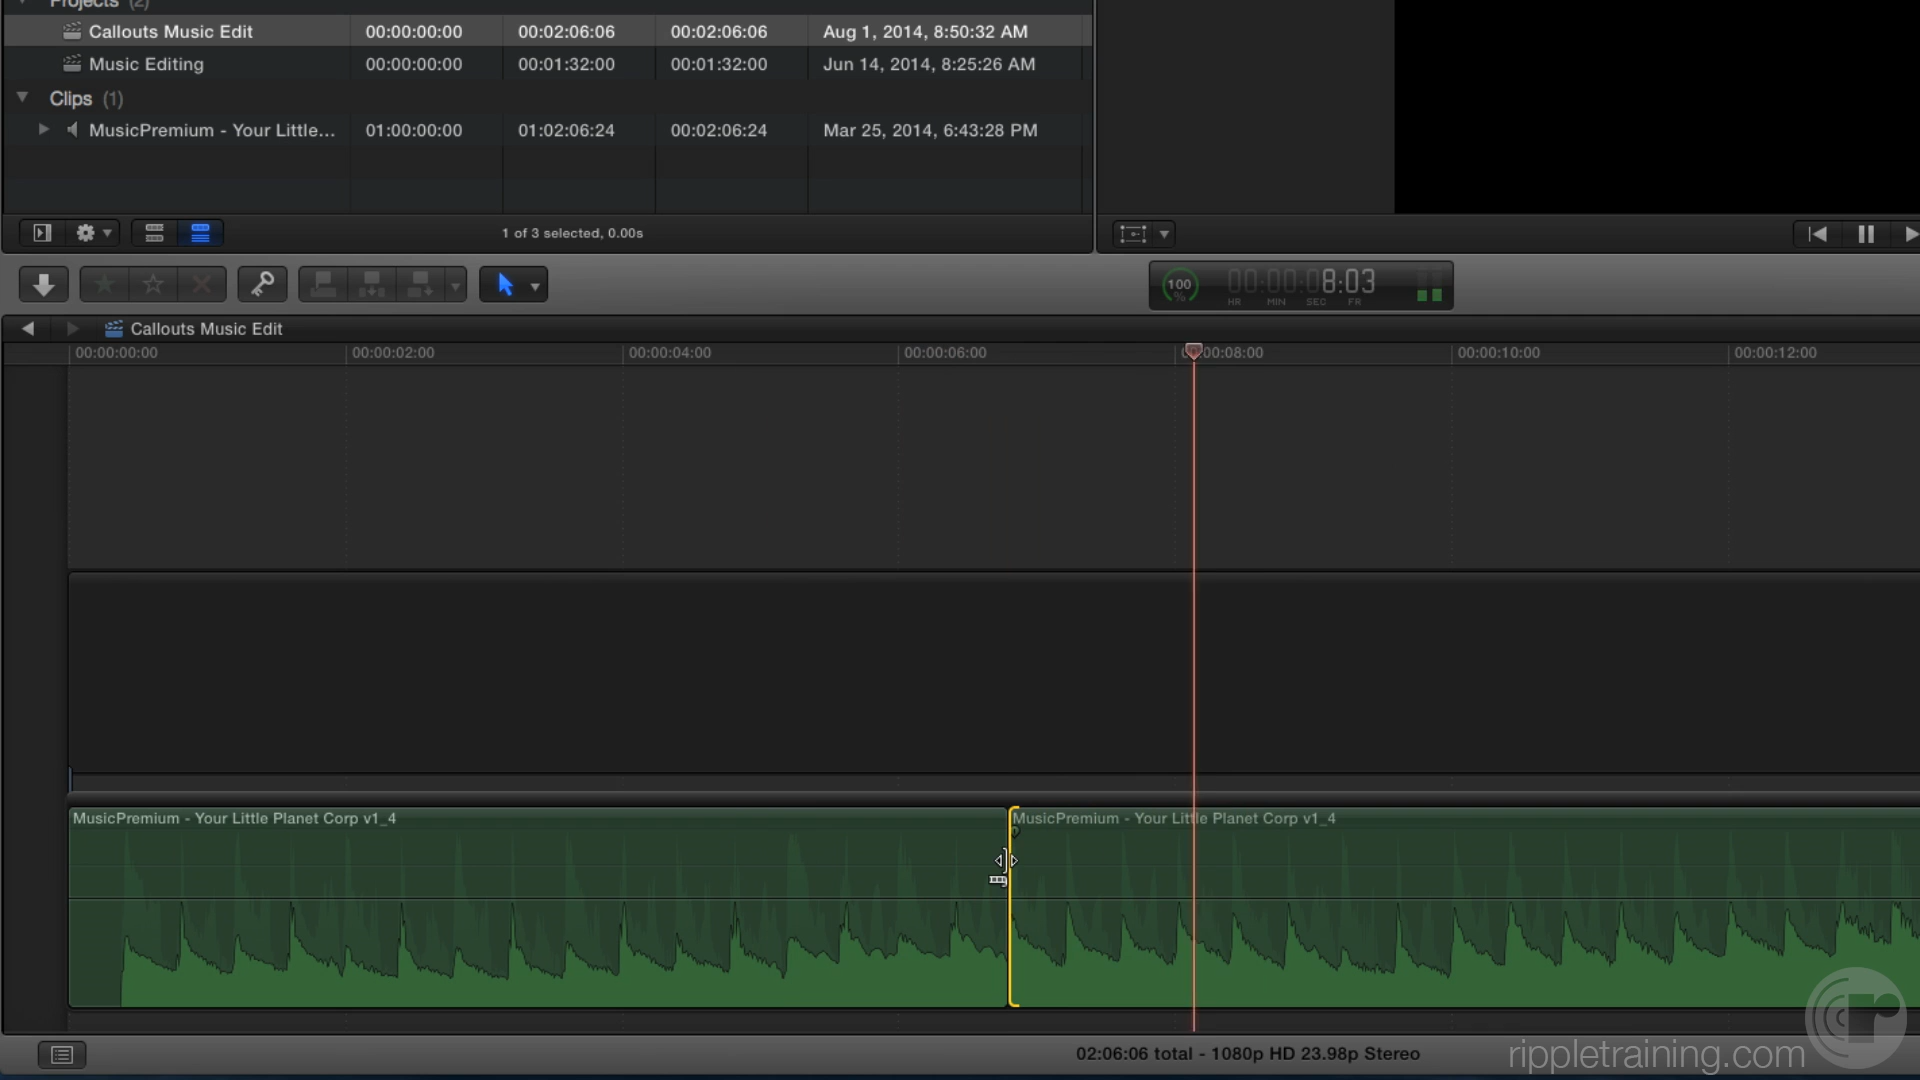 Projects (2)
Callouts Music Edit 00:00:00:00 00:02:06:06 00:02:06:06 Aug 1, 2014, 8:50:32 AM
Music Editing 00:00:00:00 00:01:32:00 00:01:32:00 Jun 14, 2014, 8:25:26 AM
Clips (1)
MusicPremium - Your Little... 01:00:00:00 01:02:06:24 00:02:06:24 Mar 25, 2014, 6:43:28 PM
1 of 3 selected, 0.00s
100 % 00:00:08:03
HR MIN SEC FR
Callouts Music Edit
00:00:00:00 00:00:02:00 00:00:04:00 00:00:06:00 00:00:08:00 00:00:10:00 00:00:12:00
MusicPremium - Your Little Planet Corp v1_4 MusicPremium - Your Little Planet Corp v1_4
02:06:06 total - 1080p HD 23.98p Stereo
rippletraining.com